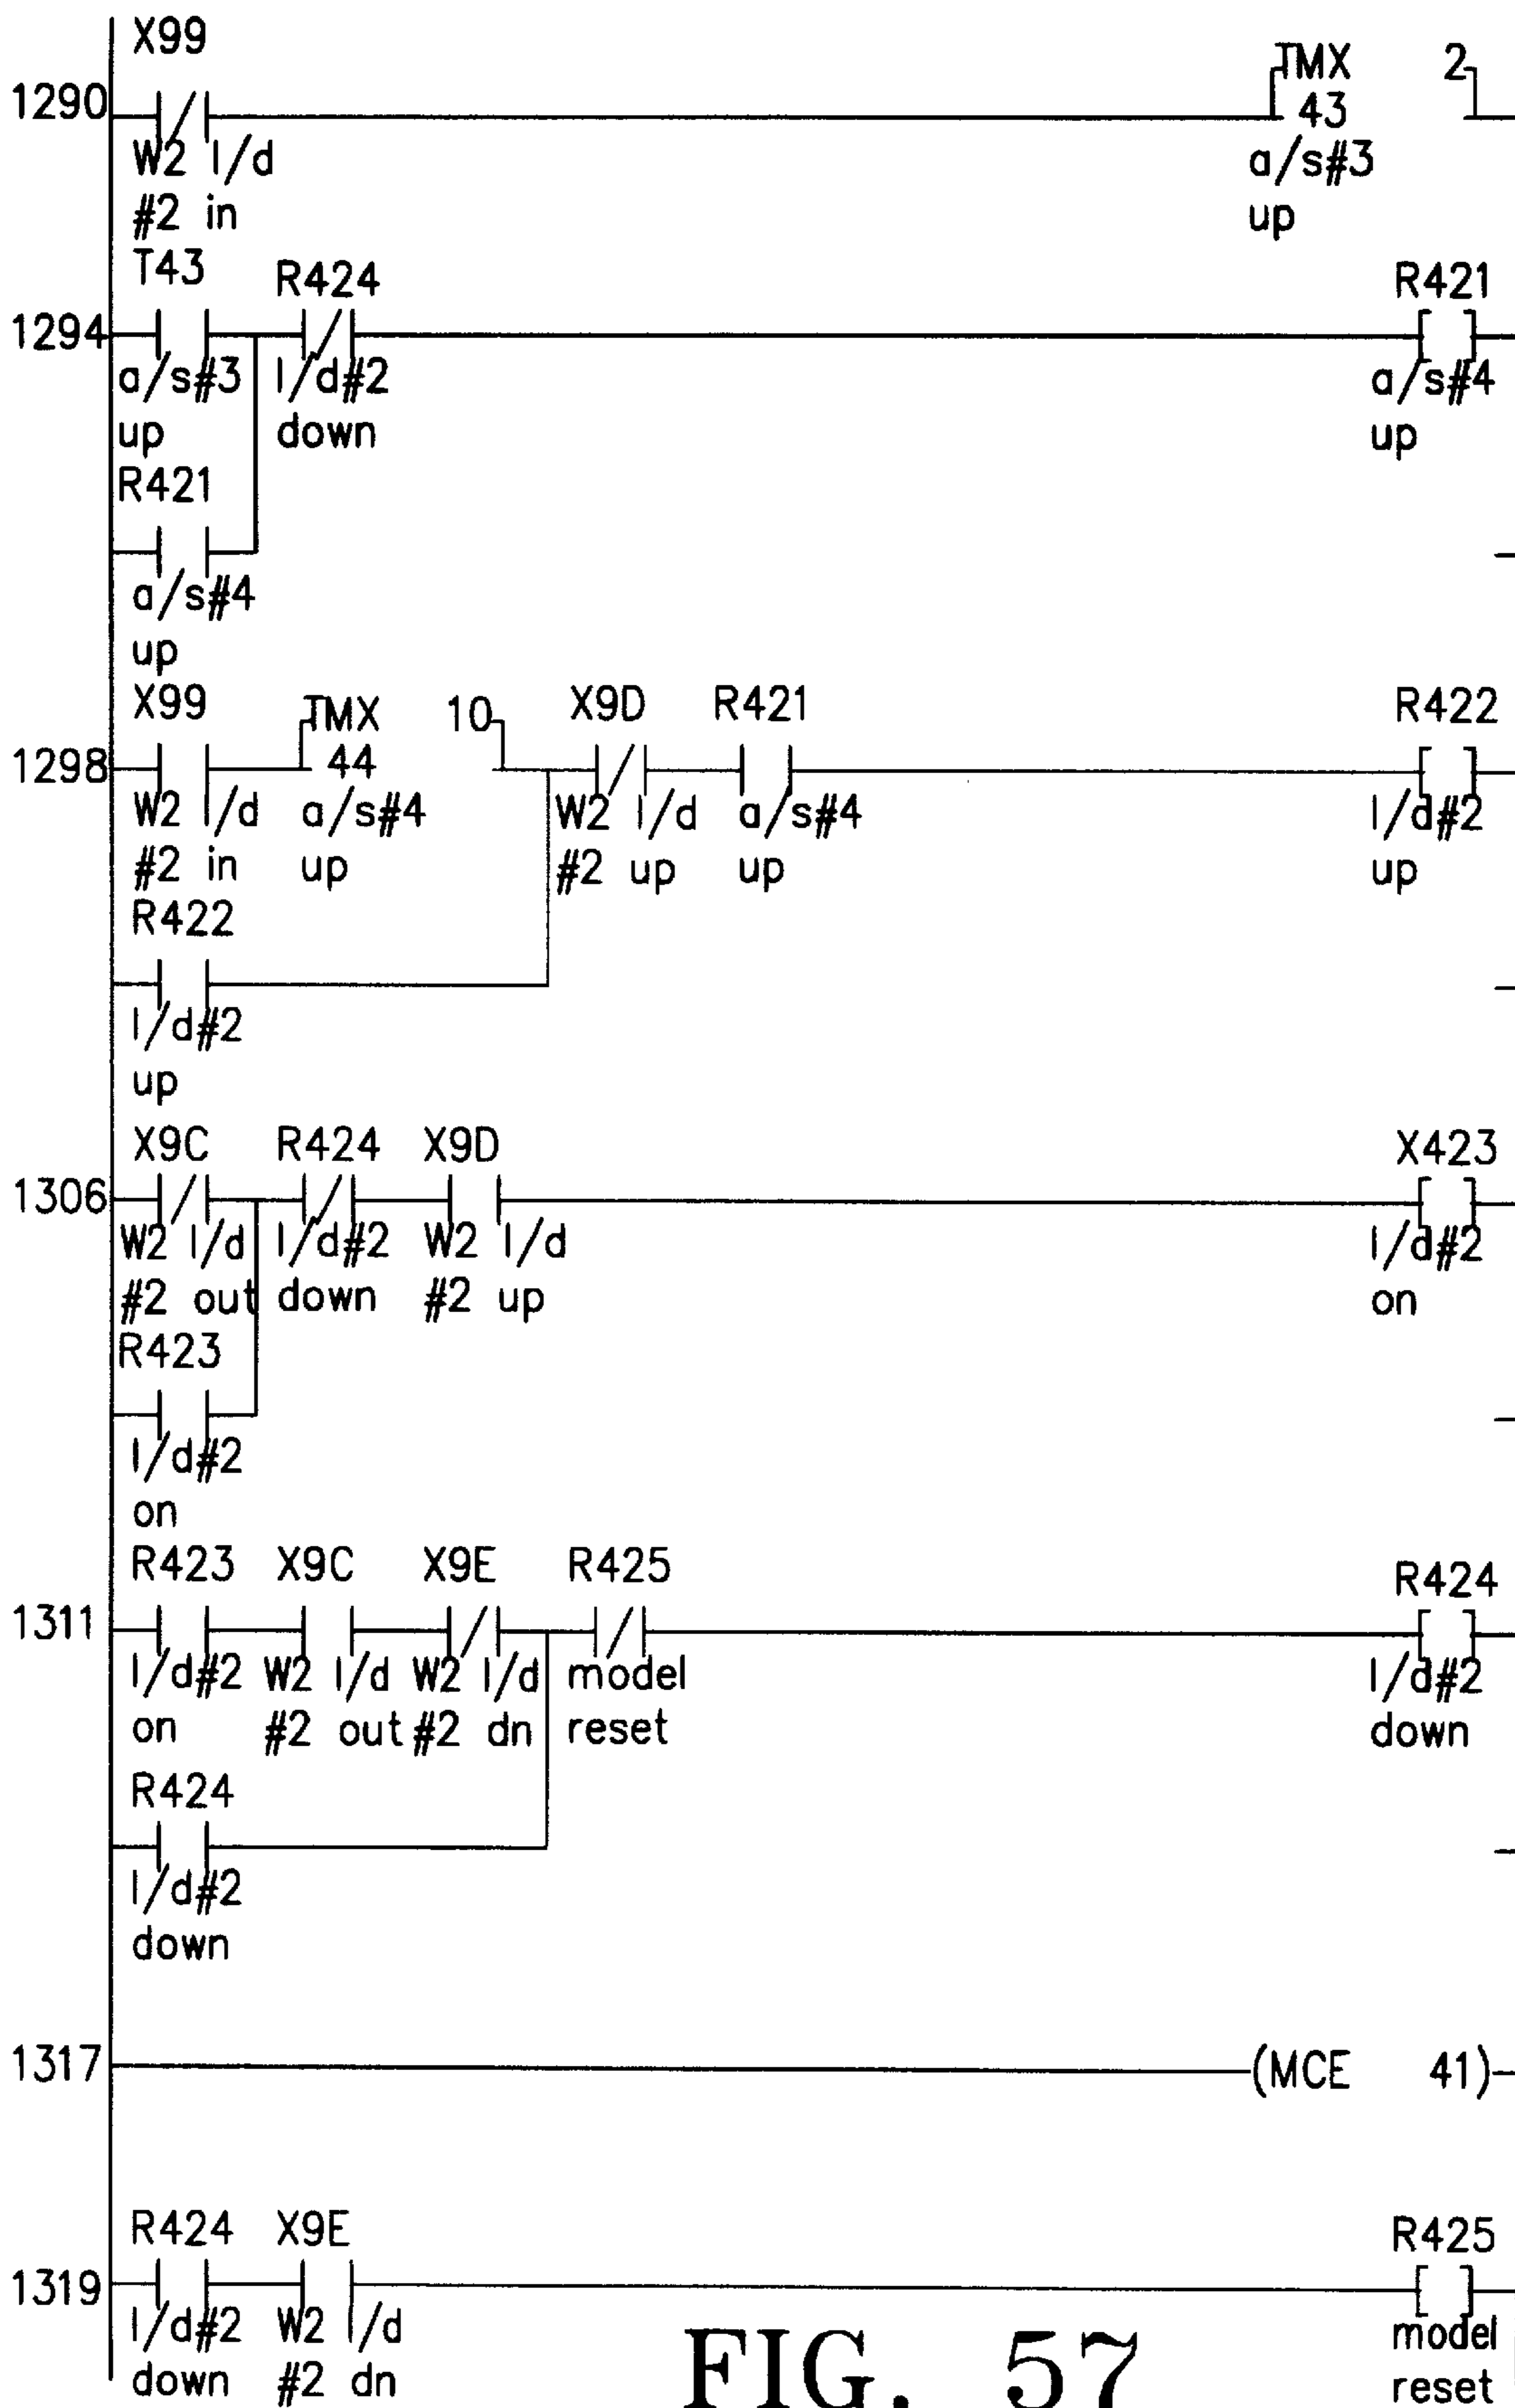 X99
TMX 2
1290
43
W2 l/d
a/s#3
#2 in
up
T43 R424 R421
1294
a/s#3 l/d#2 a/s#4
up down up
R421
a/s#4
up
X99 TMX 10 X9D R421 R422
1298 44
W2 l/d a/s#4 W2 l/d a/s#4 l/d#2
#2 in up #2 up up up
R422
l/d#2
up
X9C R424 X9D X423
1306
W2 l/d l/d#2 W2 l/d l/d#2
#2 out down #2 up on
R423
l/d#2
on
R423 X9C X9E R425 R424
1311
l/d#2 W2 l/d W2 l/d model l/d#2
on #2 out #2 dn reset down
R424
l/d#2
down
1317 (MCE 41)
R424 X9E R425
1319
l/d#2 W2 l/d model
down #2 dn reset
FIG. 57